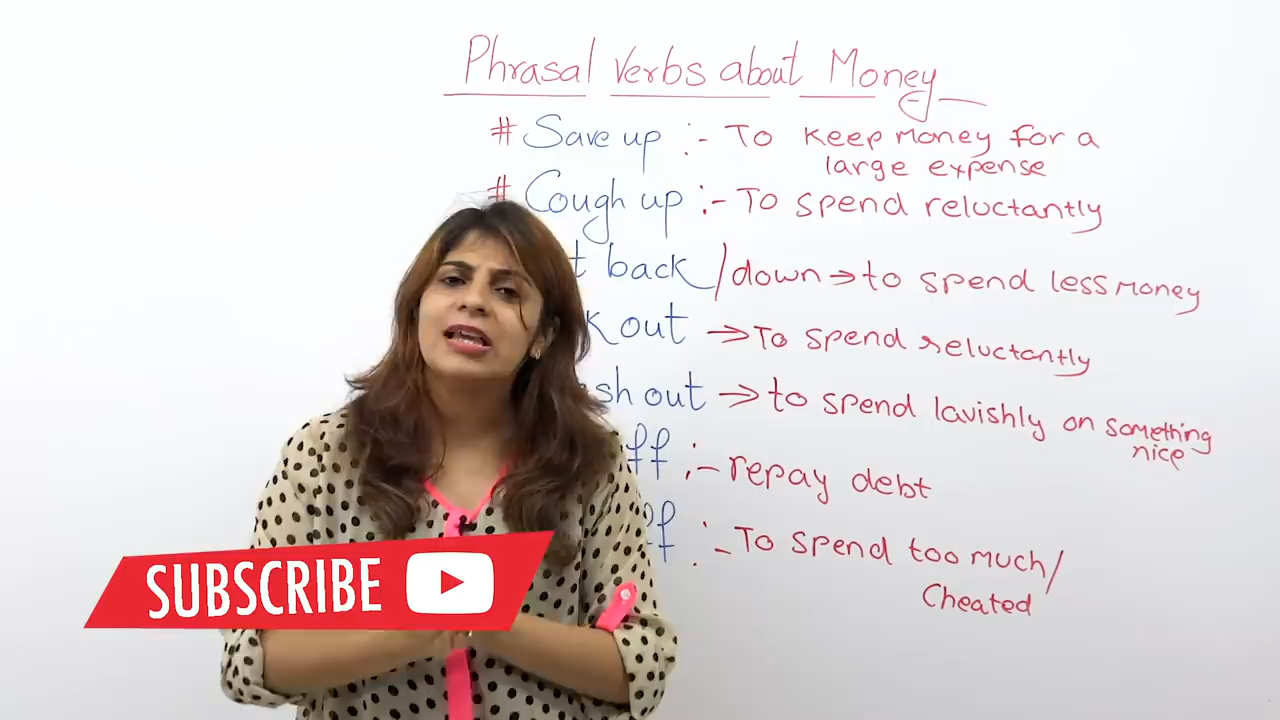 Phrasal verbs about Money
# Save up :- To keep money for a
large expense
# Cough up :- To spend reluctantly
back/down → to spend less money
out → To spend reluctantly
out → to spend lavishly on something
nice
:- repay debt
:- To spend too much/
Cheated
SUBSCRIBE